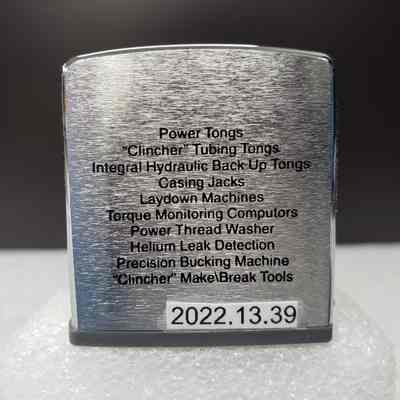 Power Tongs
"Clincher" Tubing Tongs
Integral Hydraulic Back Up Tongs
Casing Jacks
Laydown Machines
Torque Monitoring Computors
Power Thread Washer
Helium Leak Detection
Precision Bucking Machine
"Clincher" Make\Break Tools
2022.13.39